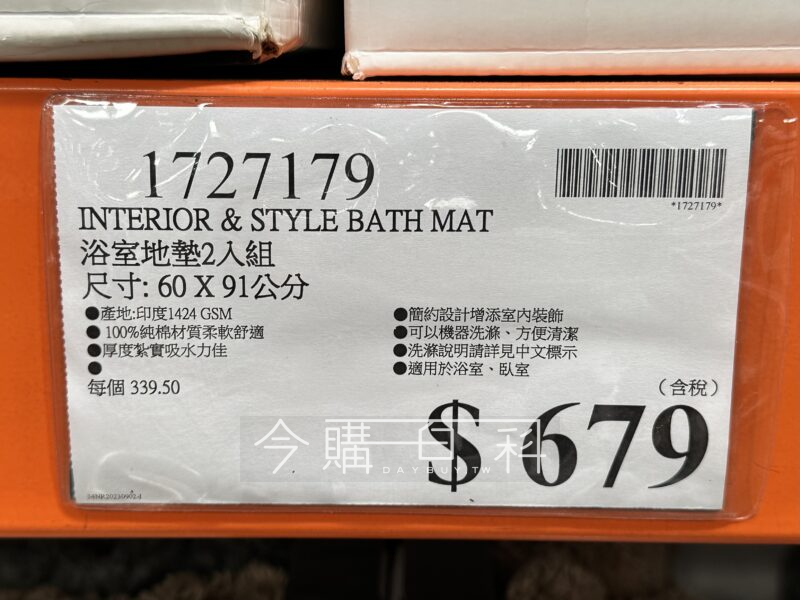 1727179
*1727179*
INTERIOR & STYLE BATH MAT
浴室地墊2入組
尺寸: 60 X 91公分
●產地:印度1424 GSM
● 100%純棉材質柔軟舒適
●厚度紮實吸水力佳
●
●簡約設計增添室內裝飾
●可以機器洗滌、方便清潔
●洗滌說明請詳見中文標示
●適用於浴室、臥室
每個 339.50
（含稅）
$ 679
今購百科
DAYBUY.TW